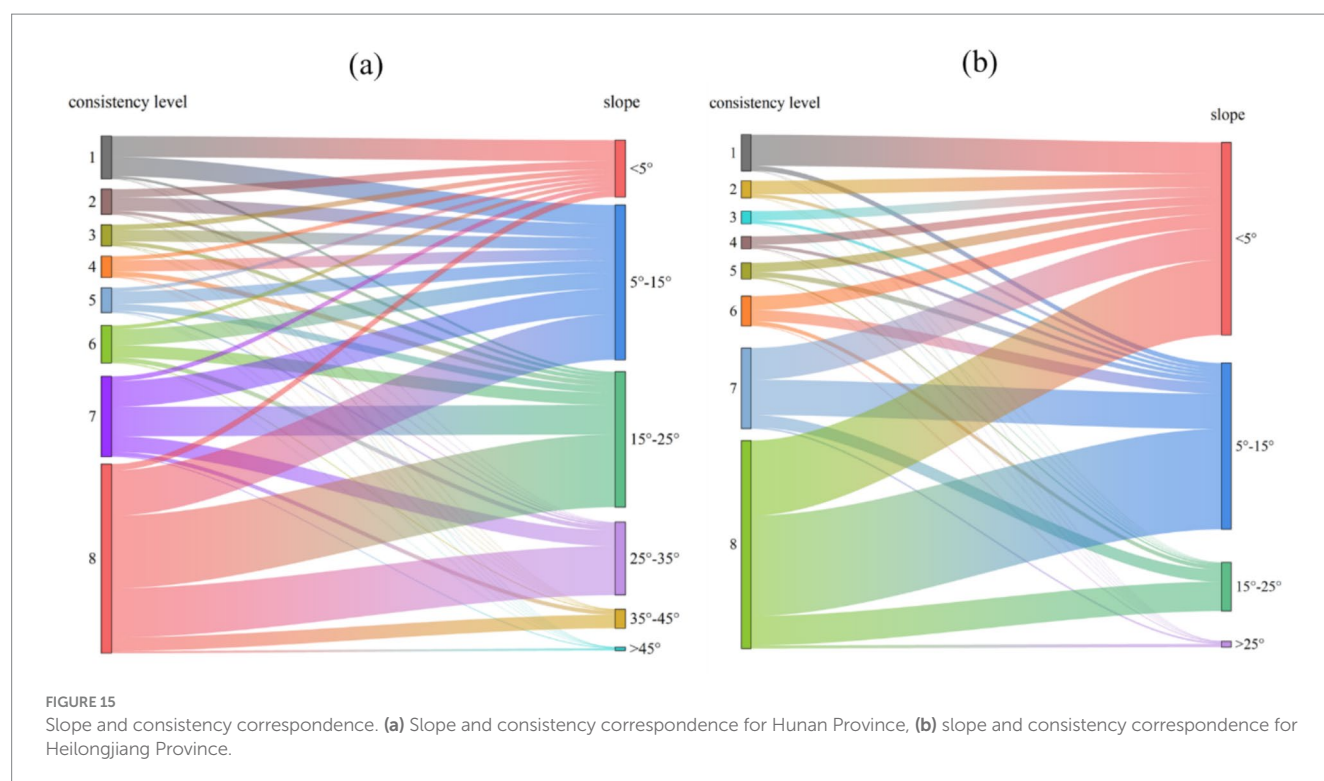 (a)
consistency level
slope
1
2
3
4
5
6
7
8
<5°
5°-15°
15°-25°
25°-35°
35°-45°
>45°
(b)
consistency level
slope
1
2
3
4
5
6
7
8
<5°
5°-15°
15°-25°
>25°
FIGURE 15
Slope and consistency correspondence. (a) Slope and consistency correspondence for Hunan Province, (b) slope and consistency correspondence for
Heilongjiang Province.